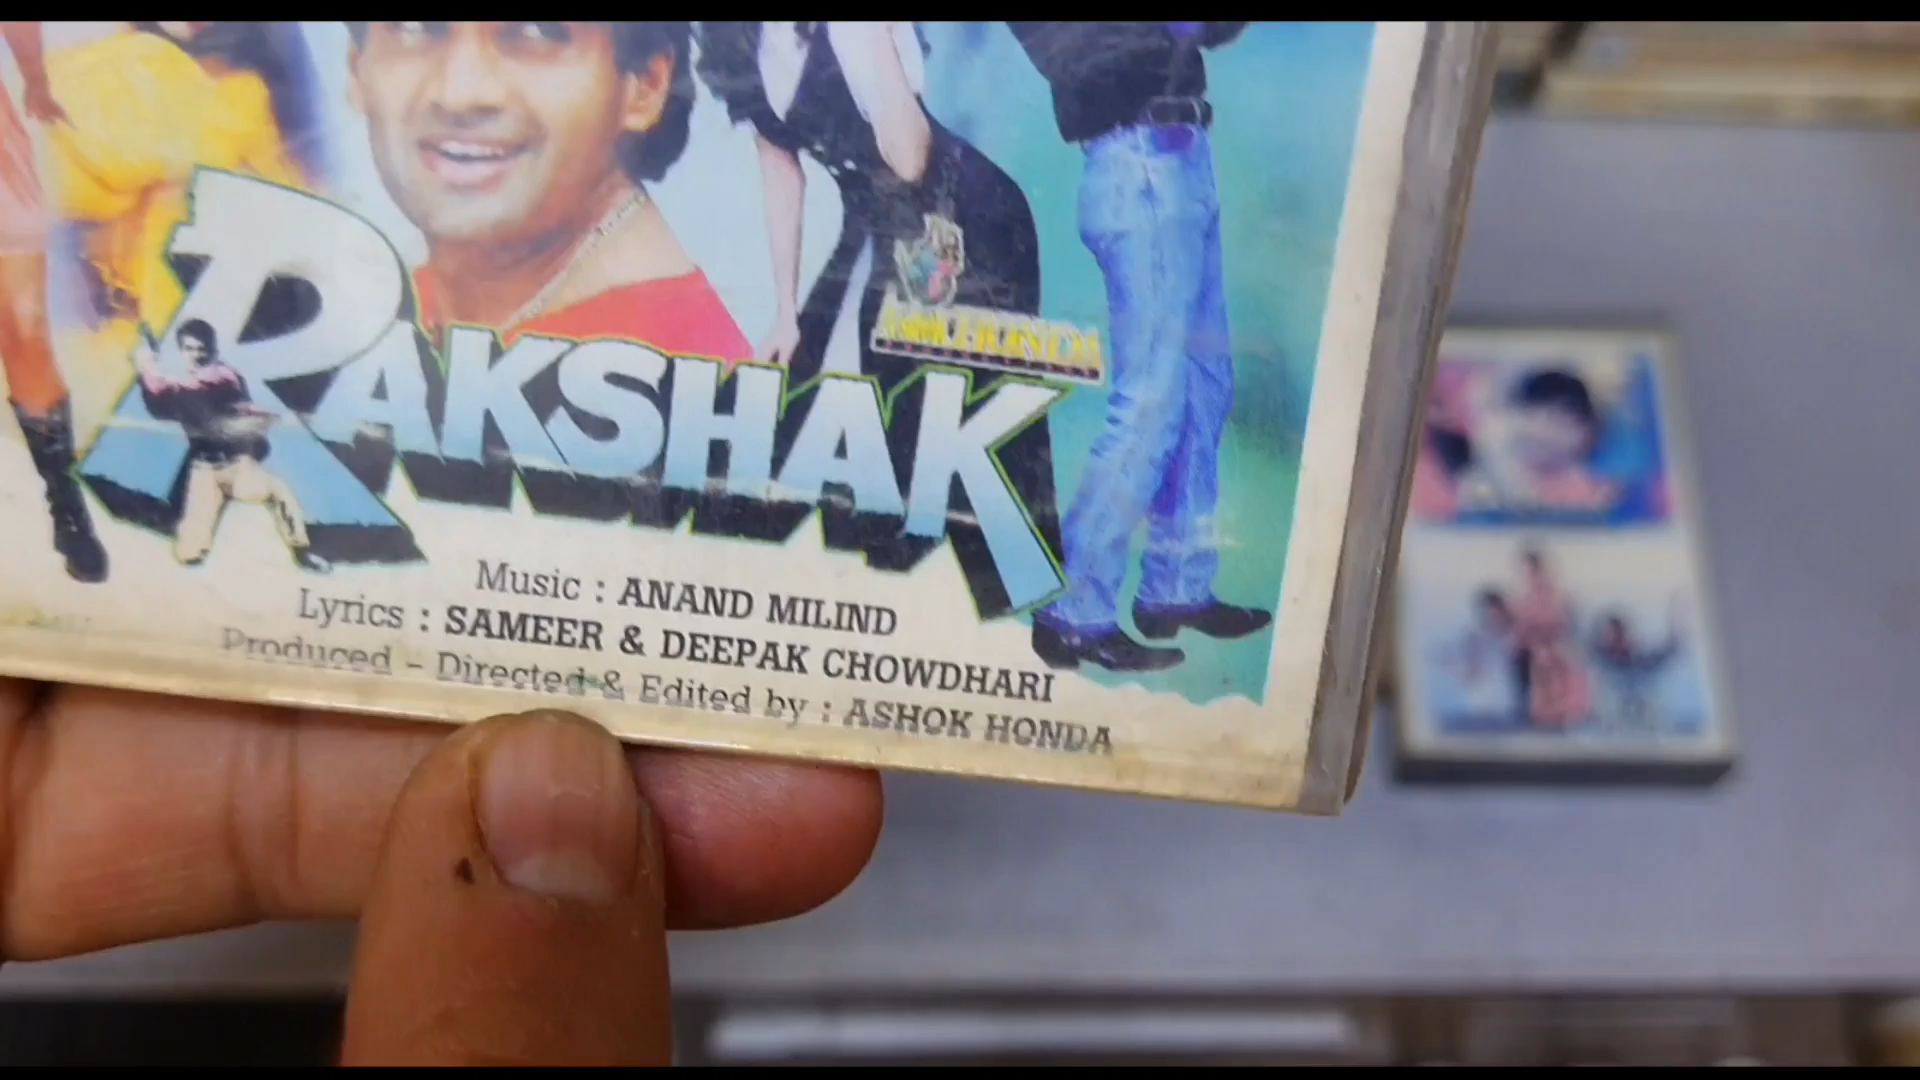 RAKSHAK
Music : ANAND MILIND
Lyrics : SAMEER & DEEPAK CHOWDHARI
Produced - Directed & Edited by : ASHOK HONDA